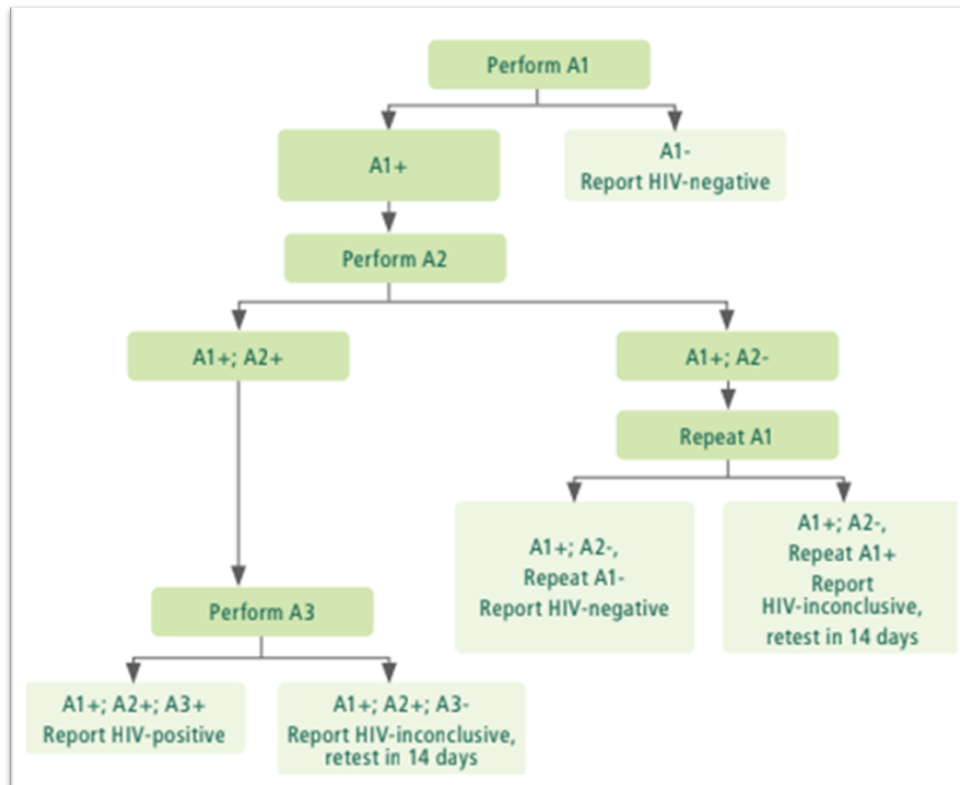 Perform A1
A1+
A1-
Report HIV-negative
Perform A2
A1+; A2+
A1+; A2-
Repeat A1
A1+; A2-,
Repeat A1-
Report HIV-negative
A1+; A2-,
Repeat A1+
Report
HIV-inconclusive,
retest in 14 days
Perform A3
A1+; A2+; A3+
Report HIV-positive
A1+; A2+; A3-
Report HIV-inconclusive,
retest in 14 days